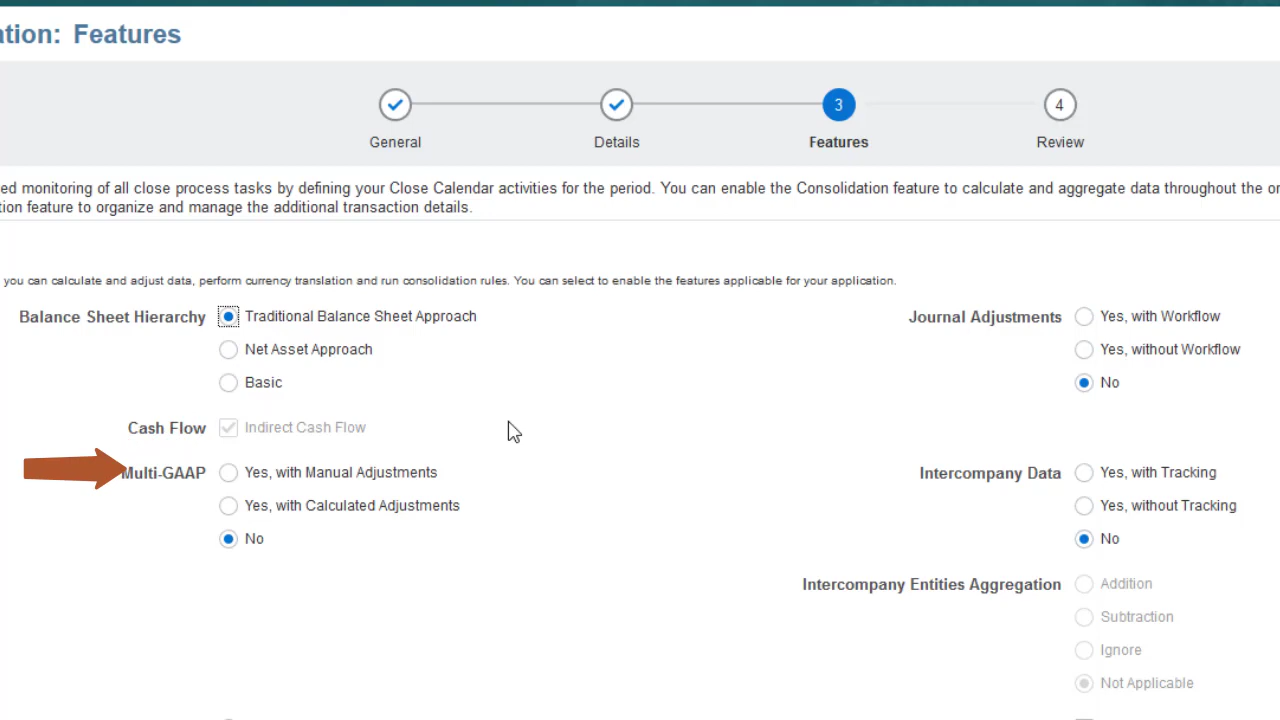 ation: Features
3
4
General
Details
Features
Review
ed monitoring of all close process tasks by defining your Close Calendar activities for the period. You can enable the Consolidation feature to calculate and aggregate data throughout the or
tion feature to organize and manage the additional transaction details.
you can calculate and adjust data, perform currency translation and run consolidation rules. You can select to enable the features applicable for your application.
Balance Sheet Hierarchy
Traditional Balance Sheet Approach
Net Asset Approach
Basic
Cash Flow
Indirect Cash Flow
Multi-GAAP
Yes, with Manual Adjustments
Yes, with Calculated Adjustments
No
Journal Adjustments
Yes, with Workflow
Yes, without Workflow
No
Intercompany Data
Yes, with Tracking
Yes, without Tracking
No
Intercompany Entities Aggregation
Addition
Subtraction
Ignore
Not Applicable